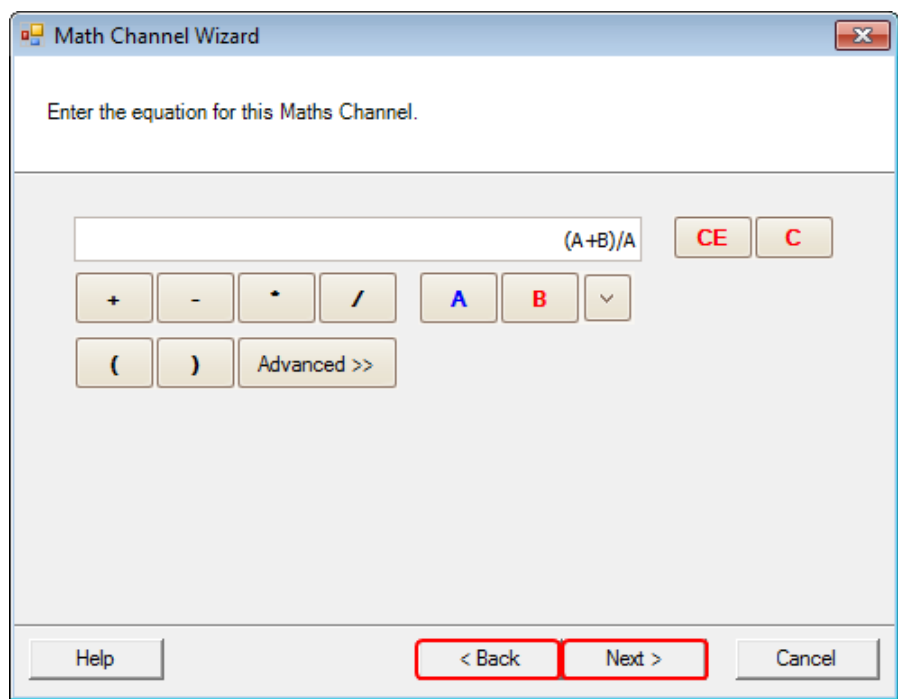 Math Channel Wizard
Enter the equation for this Maths Channel.
(A+B)/A CE C
+ - * / A B
( ) Advanced >>
Help < Back Next > Cancel